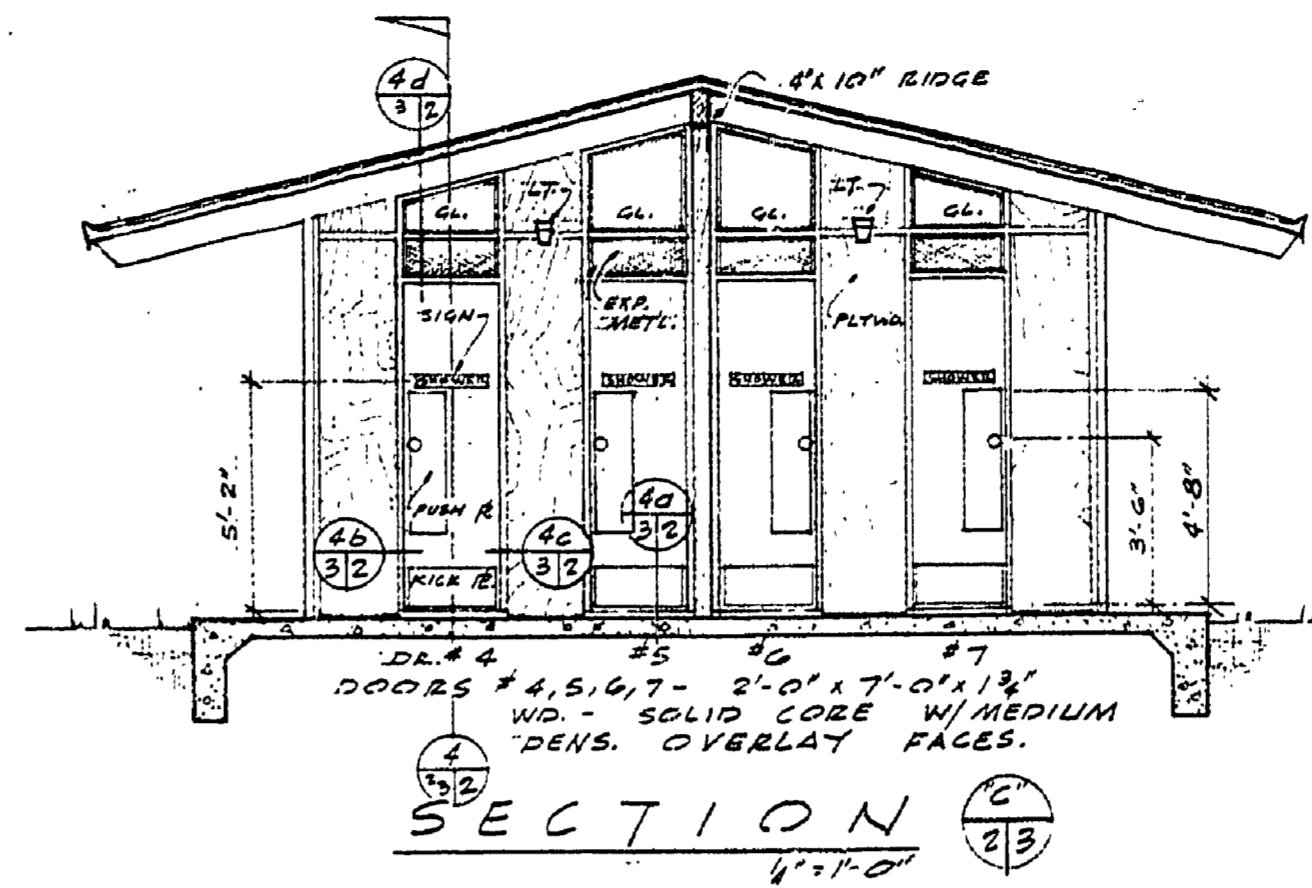 4d
3 2
4"x 10" RIDGE
LT.
LT.
GL.
GL.
GL.
GL.
EXP.
METL.
PLYWD
SIGN
SHOWER
SHOWER
SHOWER
SHOWER
5'-2"
PUSH PL
4a
3 2
3'-6"
4'-8"
4b
3 2
4c
3 2
KICK PL
DR. # 4
#5
#6
#7
DOORS # 4,5,6,7 - 2'-0" x 7'-0" x 1 3/4"
WD. - SOLID CORE W/ MEDIUM
DENS. OVERLAY FACES.
4
3 2
SECTION
"C"
2 3
1/4" = 1'-0"